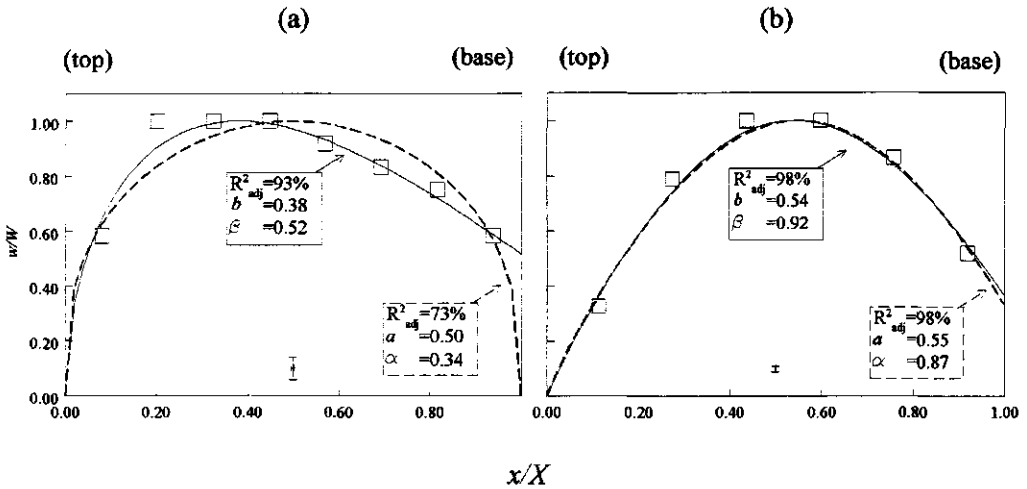 (a)
(b)
(top)
(base)
(top)
(base)
1.00
0.80
0.60
0.40
0.20
0.00
w/W
R²adj=93%
b =0.38
β =0.52
R²adj=73%
a =0.50
α =0.34
R²adj=98%
b =0.54
β =0.92
R²adj=98%
a =0.55
α =0.87
0.00 0.20 0.40 0.60 0.80
0.00 0.20 0.40 0.60 0.80 1.00
x/X